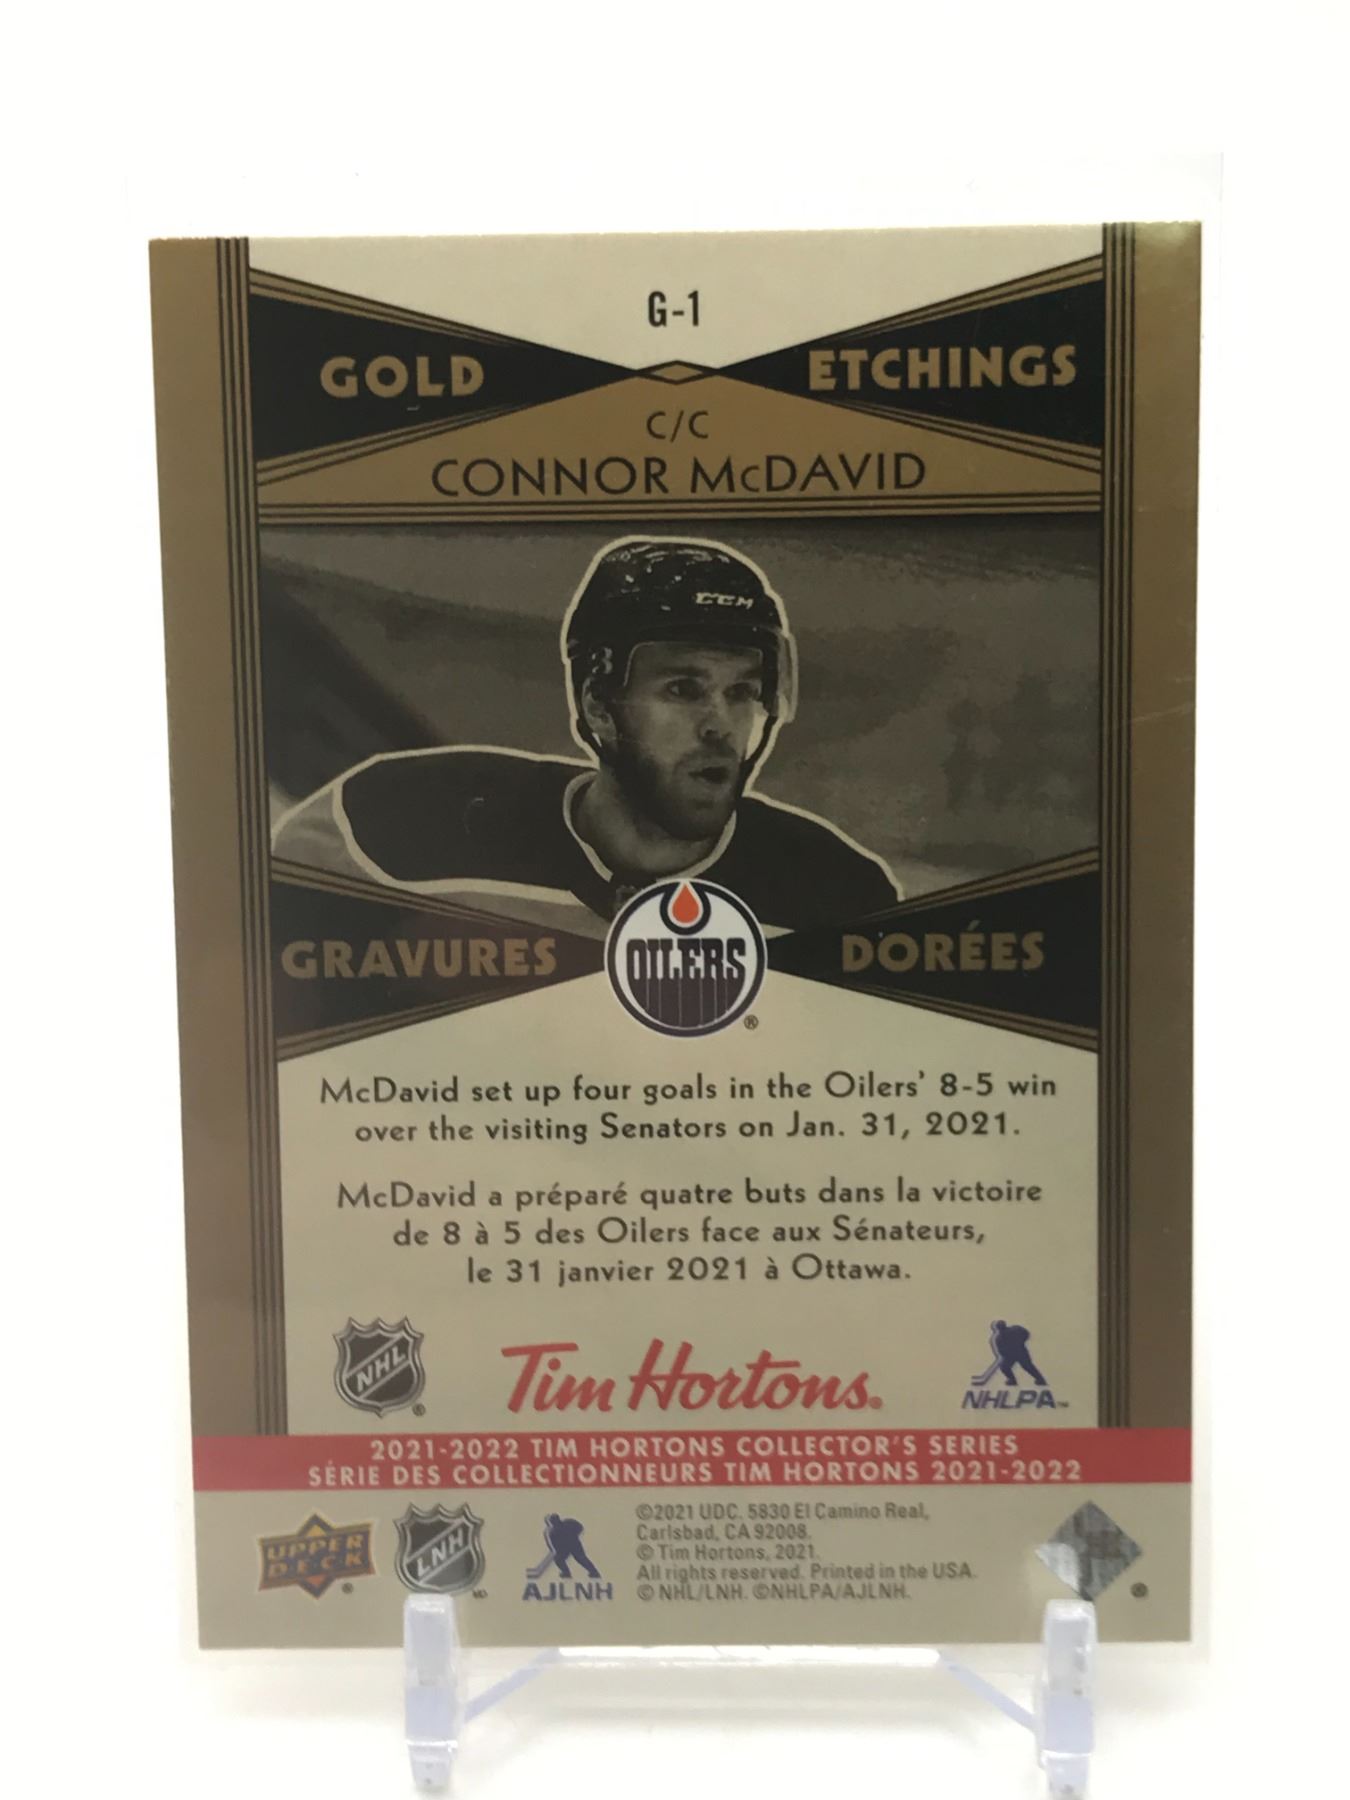 G-1
GOLD ETCHINGS
C/C
CONNOR McDAVID
CCM
GRAVURES DORÉES
OILERS
®
McDavid set up four goals in the Oilers' 8-5 win
over the visiting Senators on Jan. 31, 2021.
McDavid a préparé quatre buts dans la victoire
de 8 à 5 des Oilers face aux Sénateurs,
le 31 janvier 2021 à Ottawa.
NHL ®
Tim Hortons.
NHLPA™
2021-2022 TIM HORTONS COLLECTOR'S SERIES
SÉRIE DES COLLECTIONNEURS TIM HORTONS 2021-2022
UPPER
DECK ®
LNH MD
AJLNH
©2021 UDC. 5830 El Camino Real,
Carlsbad, CA 92008.
© Tim Hortons, 2021.
All rights reserved. Printed in the USA.
© NHL/LNH. ©NHLPA/AJLNH.
®